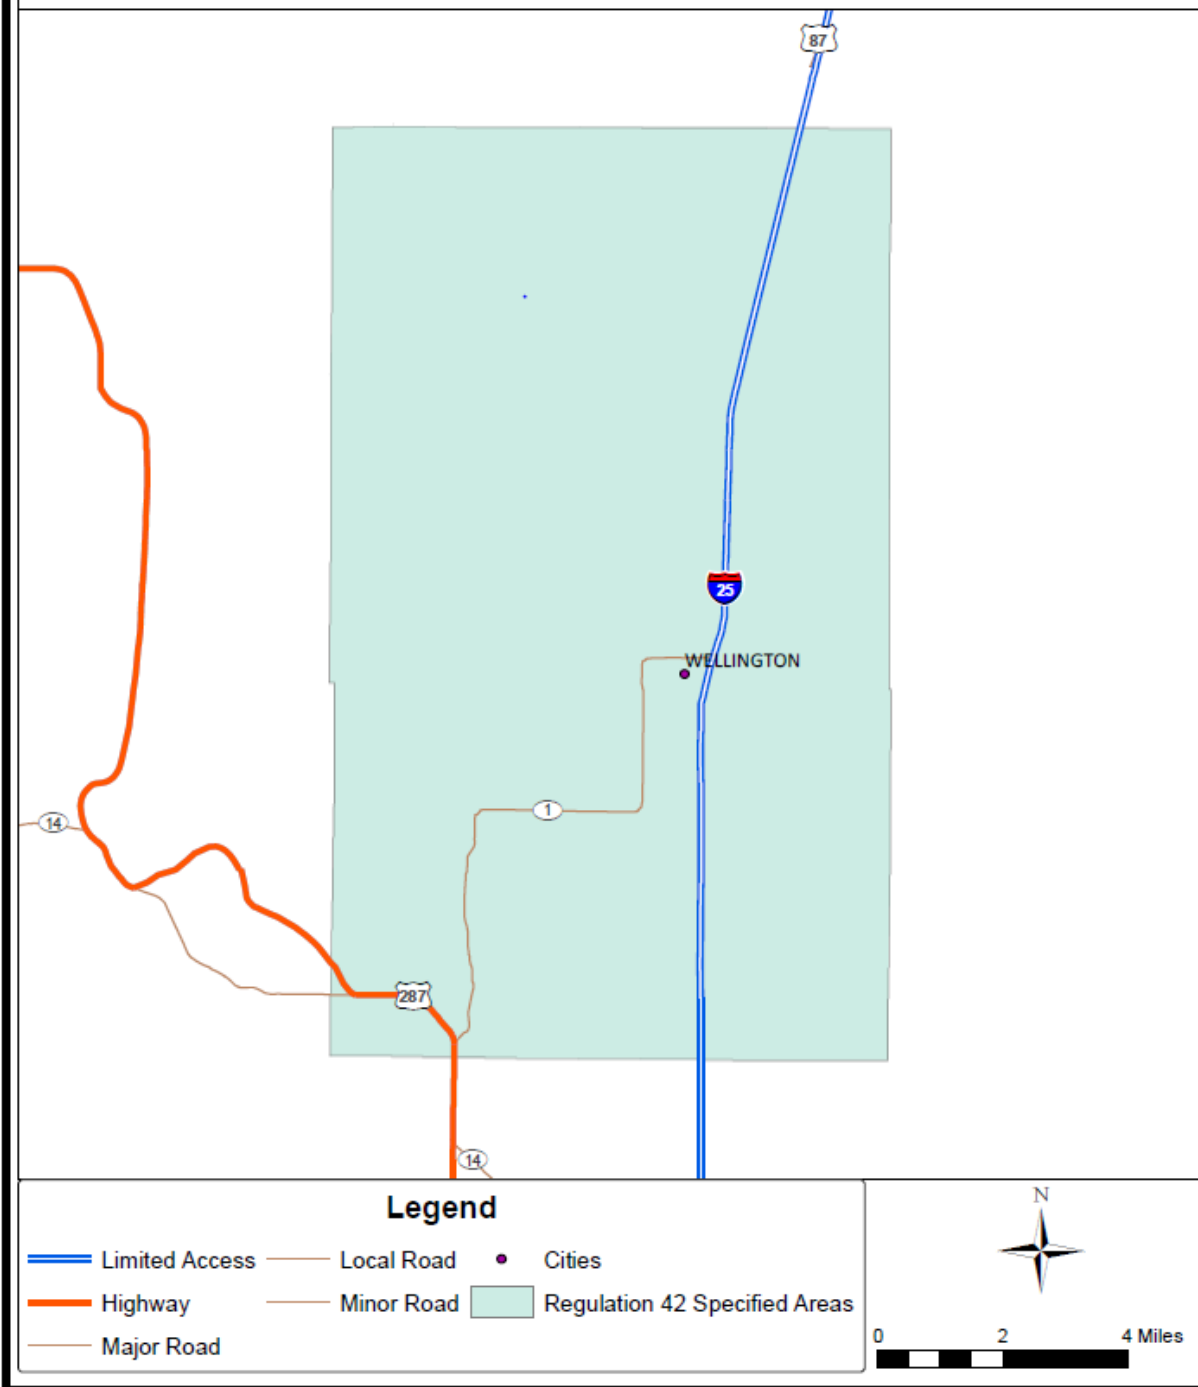 87
25
WELLINGTON
1
14
287
14
Legend
Limited Access
Local Road
Cities
Highway
Minor Road
Regulation 42 Specified Areas
Major Road
N
0 2 4 Miles